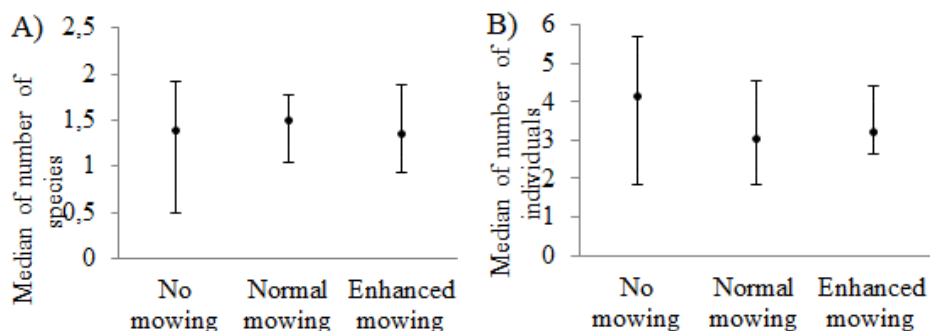 A)
Median of number of
species
2,5
2
1,5
1
0,5
0
No
mowing
Normal
mowing
Enhanced
mowing
B)
Median of number of
individuals
6
5
4
3
2
1
0
No
mowing
Normal
mowing
Enhanced
mowing